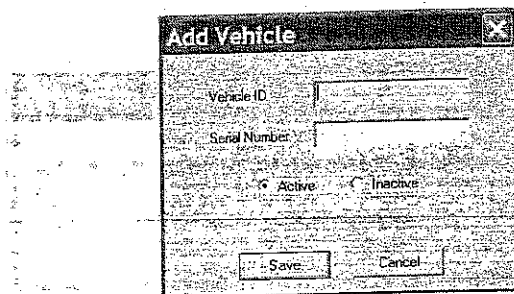 Add Vehicle
Vehicle ID
Serial Number
Active Inactive
Save Cancel